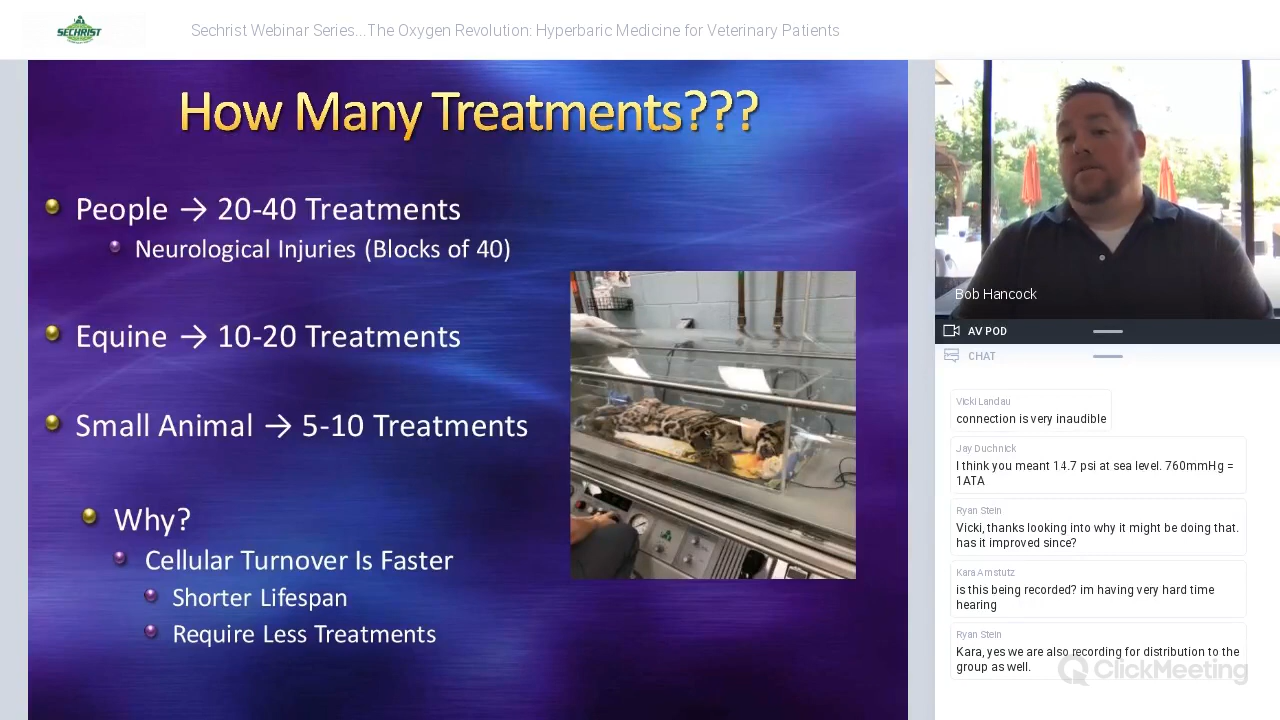 SECHRIST
Sechrist Webinar Series...The Oxygen Revolution: Hyperbaric Medicine for Veterinary Patients
How Many Treatments???
People → 20-40 Treatments
Neurological Injuries (Blocks of 40)
Equine → 10-20 Treatments
Small Animal → 5-10 Treatments
Why?
Cellular Turnover Is Faster
Shorter Lifespan
Require Less Treatments
Bob Hancock
AV POD
CHAT
Vicki Landau
connection is very inaudible
Jay Duchnick
I think you meant 14.7 psi at sea level. 760mmHg =
1ATA
Ryan Stein
Vicki, thanks looking into why it might be doing that.
has it improved since?
Kara Amstutz
is this being recorded? im having very hard time
hearing
Ryan Stein
Kara, yes we are also recording for distribution to the
group as well.
ClickMeeting